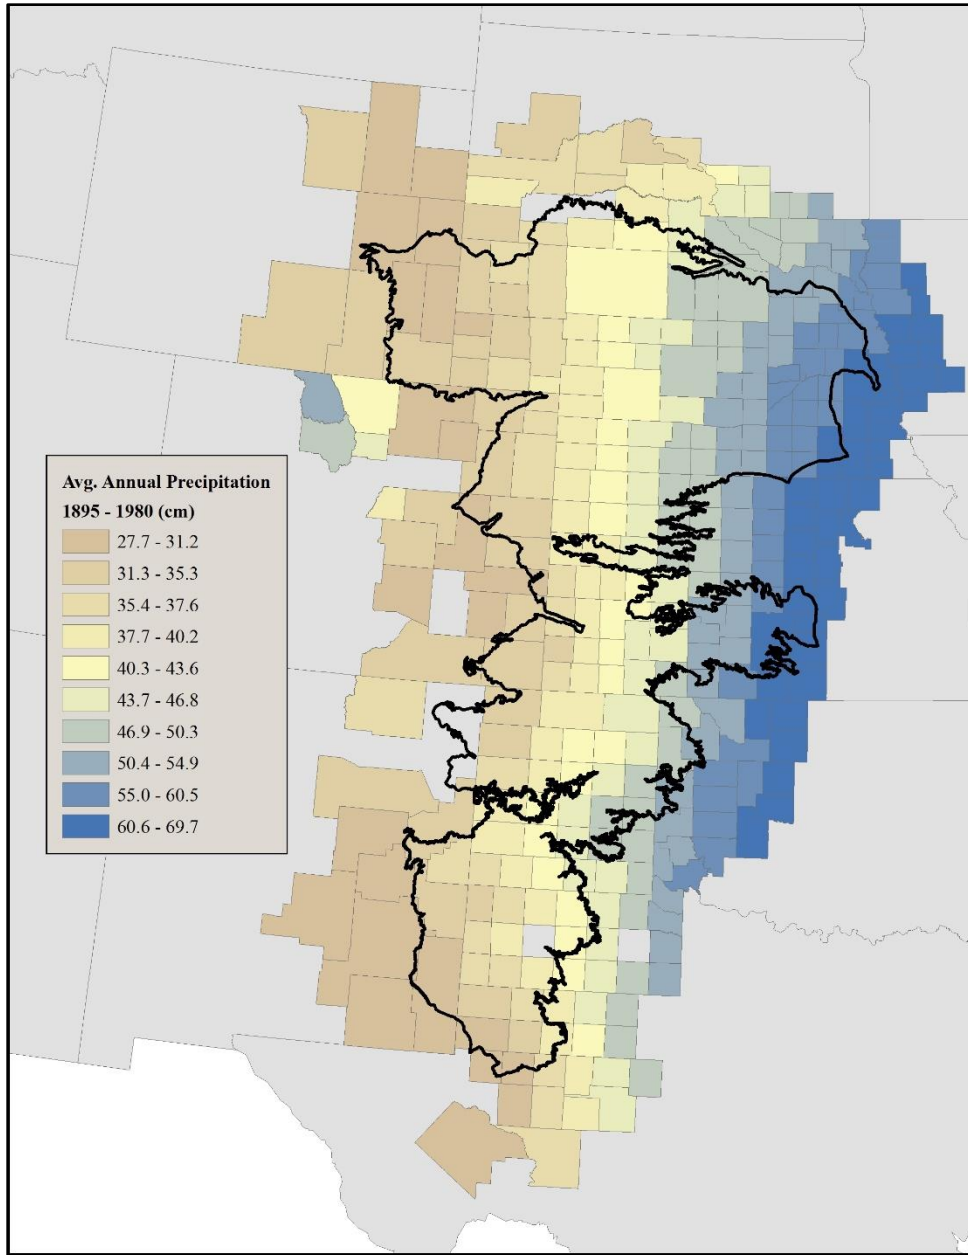 Avg. Annual Precipitation
1895 - 1980 (cm)
27.7 - 31.2
31.3 - 35.3
35.4 - 37.6
37.7 - 40.2
40.3 - 43.6
43.7 - 46.8
46.9 - 50.3
50.4 - 54.9
55.0 - 60.5
60.6 - 69.7